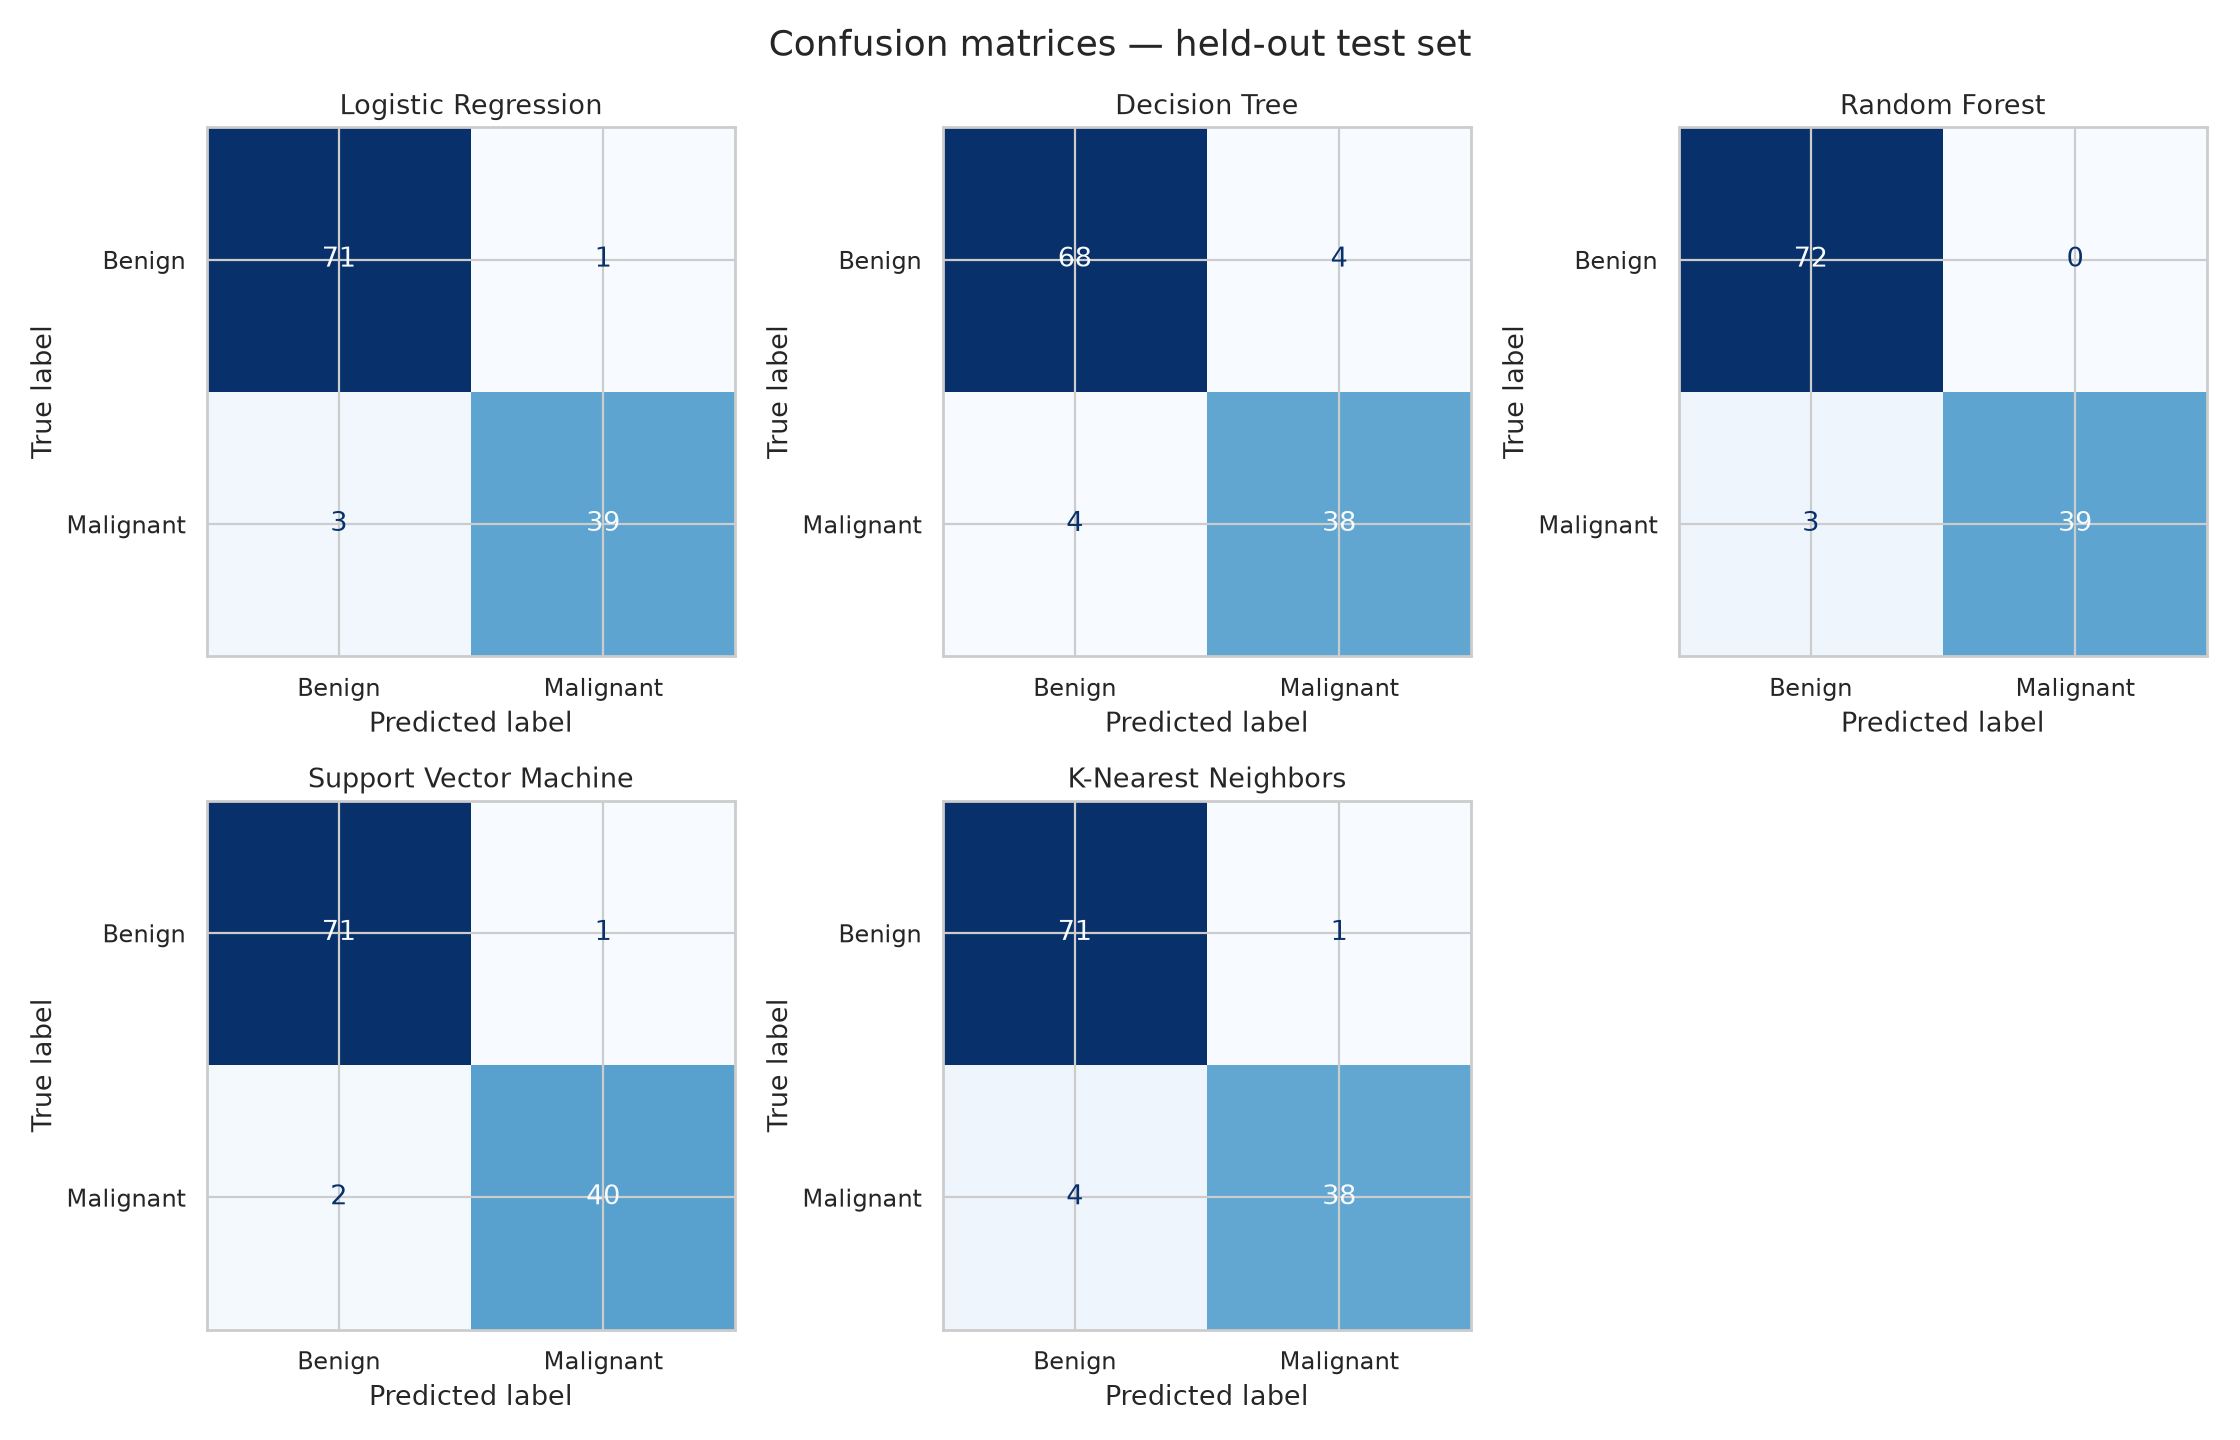 Confusion matrices — held-out test set
Logistic Regression
True label
Benign
71 1
Malignant
3 39
Benign Malignant
Predicted label
Decision Tree
True label
Benign
68 4
Malignant
4 38
Benign Malignant
Predicted label
Random Forest
True label
Benign
72 0
Malignant
3 39
Benign Malignant
Predicted label
Support Vector Machine
True label
Benign
71 1
Malignant
2 40
Benign Malignant
Predicted label
K-Nearest Neighbors
True label
Benign
71 1
Malignant
4 38
Benign Malignant
Predicted label